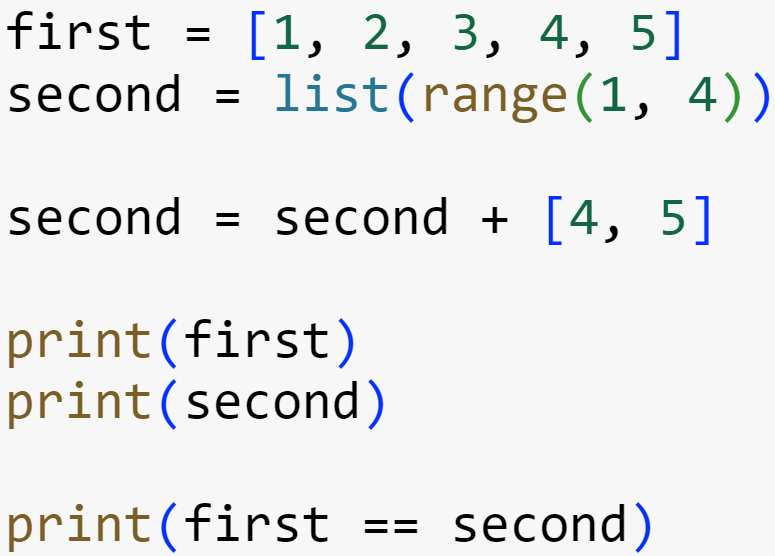 first = [1, 2, 3, 4, 5]
second = list(range(1, 4))
second = second + [4, 5]
print(first)
print(second)
print(first == second)